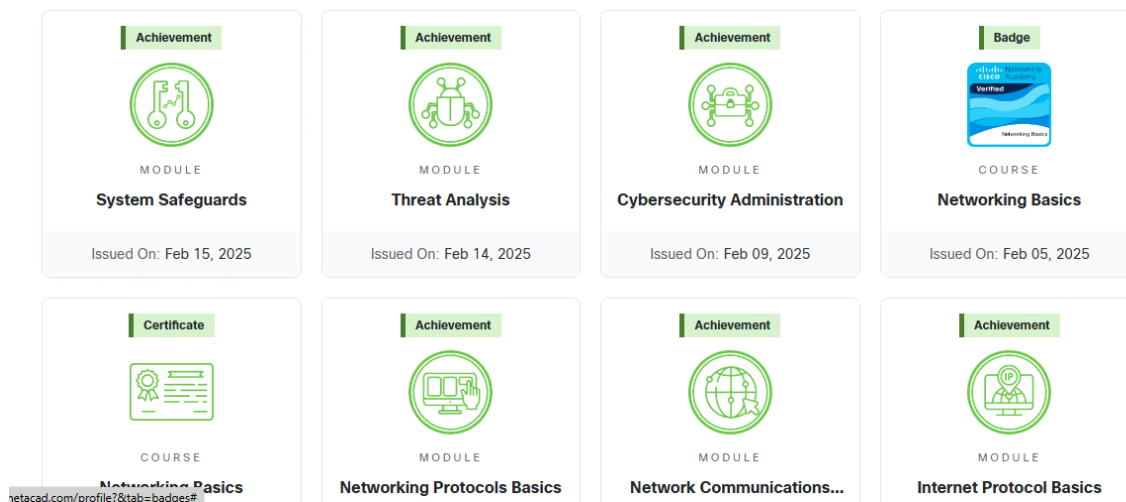 Achievement
Achievement
Achievement
Badge
CISCO Networking Academy
Verified
Networking Basics
IP
MODULE
MODULE
MODULE
COURSE
System Safeguards
Threat Analysis
Cybersecurity Administration
Networking Basics
Issued On: Feb 15, 2025
Issued On: Feb 14, 2025
Issued On: Feb 09, 2025
Issued On: Feb 05, 2025
Certificate
Achievement
Achievement
Achievement
COURSE
MODULE
MODULE
MODULE
Networking Basics
Networking Protocols Basics
Network Communications...
Internet Protocol Basics
netacad.com/profile?&tab=badges#